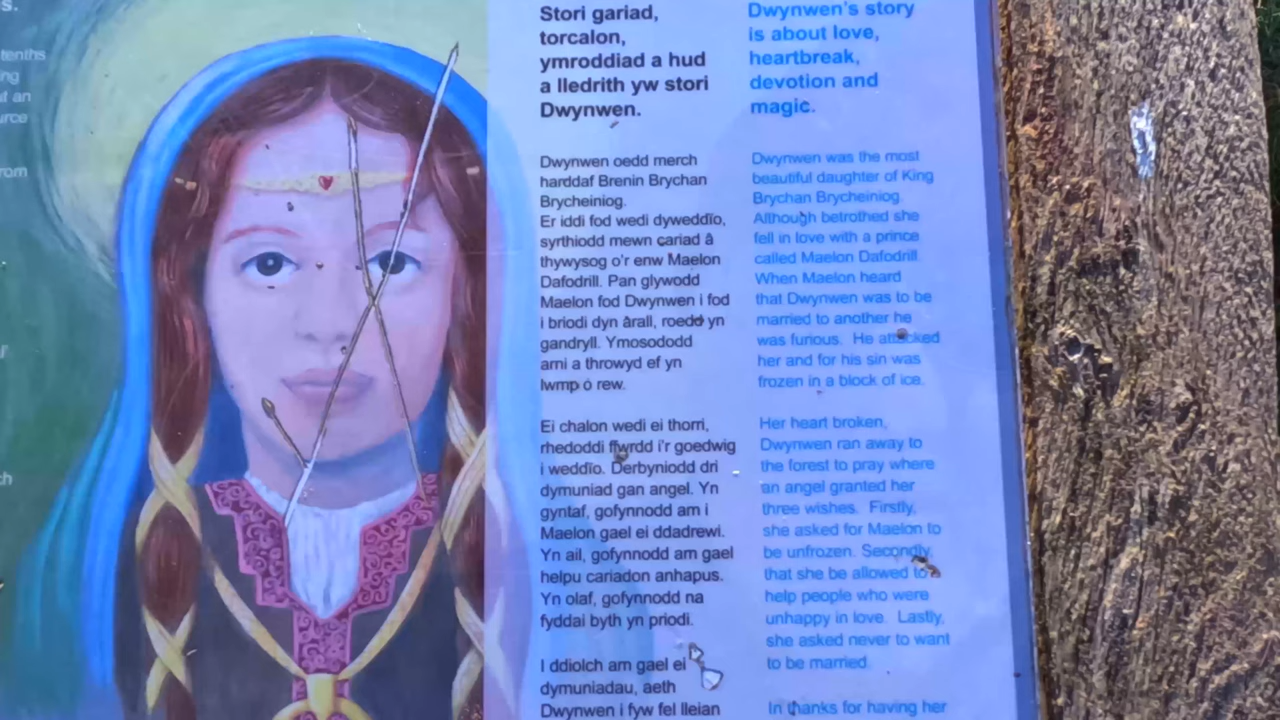 s.
tenths
ing
an
urce
rom
Stori gariad,
torcalon,
ymroddiad a hud
a lledrith yw stori
Dwynwen.
Dwynwen oedd merch
harddaf Brenin Brychan
Brycheiniog.
Er iddi fod wedi dyweddïo,
syrthiodd mewn cariad â
thywysog o'r enw Maelon
Dafodrill. Pan glywodd
Maelon fod Dwynwen i fod
i briodi dyn àrall, roedd yn
gandryll. Ymosododd
arni a throwyd ef yn
lwmp o rew.
Ei chalon wedi ei thorri,
rhedoddi ffwrdd i'r goedwig
i weddïo. Derbyniodd dri
dymuniad gan angel. Yn
gyntaf, gofynnodd am i
Maelon gael ei ddadrewi.
Yn ail, gofynnodd am gael
helpu cariadon anhapus.
Yn olaf, gofynnodd na
fyddai byth yn priodi.
I ddiolch am gael ei
dymuniadau, aeth
Dwynwen i fyw fel lleian
Dwynwen's story
is about love,
heartbreak,
devotion and
magic.
Dwynwen was the most
beautiful daughter of King
Brychan Brycheiniog.
Although betrothed she
fell in love with a prince
called Maelon Dafodrill.
When Maelon heard
that Dwynwen was to be
married to another he
was furious. He attacked
her and for his sin was
frozen in a block of ice.
Her heart broken,
Dwynwen ran away to
the forest to pray where
an angel granted her
three wishes. Firstly,
she asked for Maelon to
be unfrozen. Secondly,
that she be allowed to
help people who were
unhappy in love. Lastly,
she asked never to want
to be married.
In thanks for having her